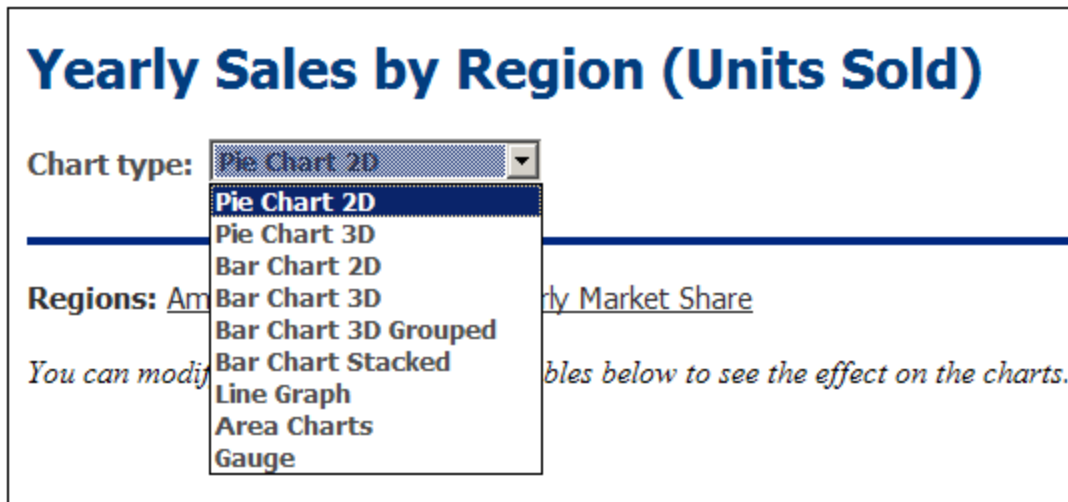 Yearly Sales by Region (Units Sold)
Chart type: Pie Chart 2D
Pie Chart 2D
Pie Chart 3D
Bar Chart 2D
Bar Chart 3D
Bar Chart 3D Grouped
Bar Chart Stacked
Line Graph
Area Charts
Gauge
Regions: Am rly Market Share
You can modif bles below to see the effect on the charts.